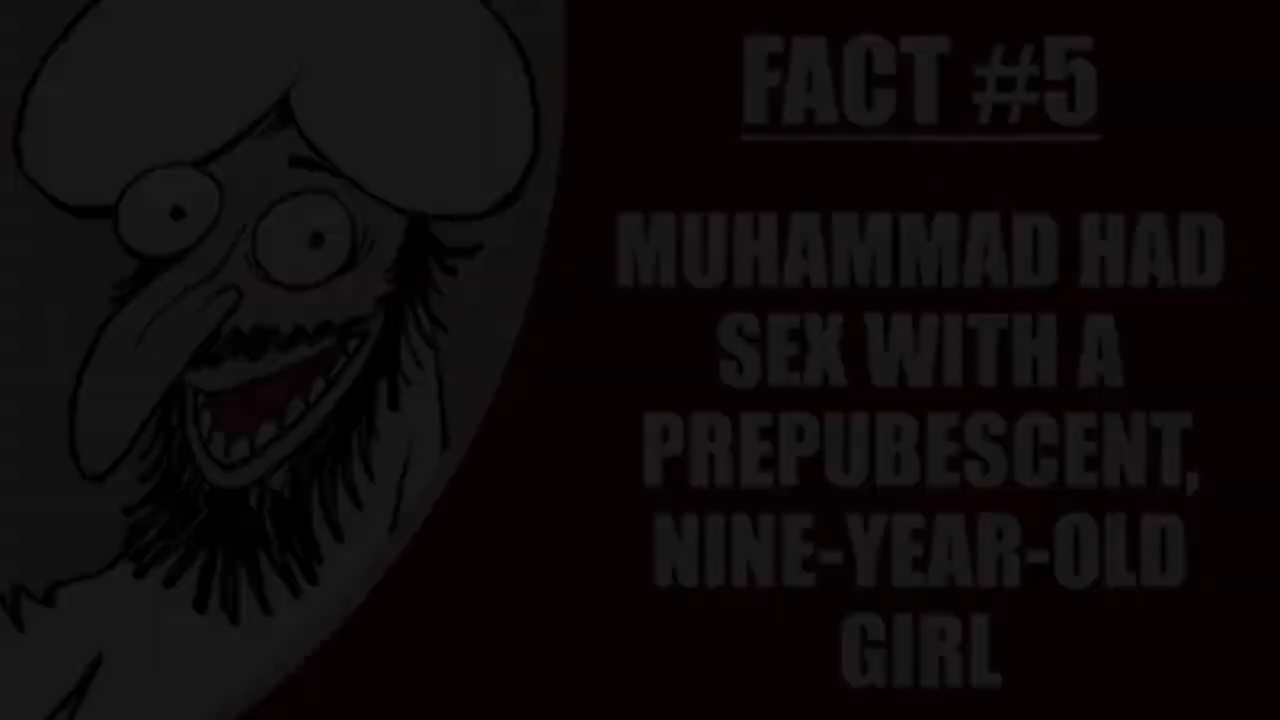 FACT #5
MUHAMMAD HAD
SEX WITH A
PREPUBESCENT,
NINE-YEAR-OLD
GIRL